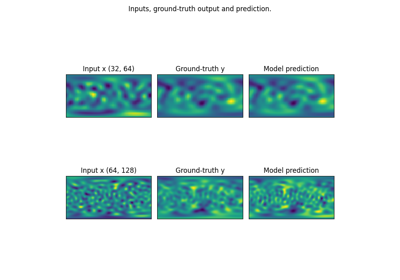 Inputs, ground-truth output and prediction.
Input x (32, 64) Ground-truth y Model prediction
Input x (64, 128) Ground-truth y Model prediction